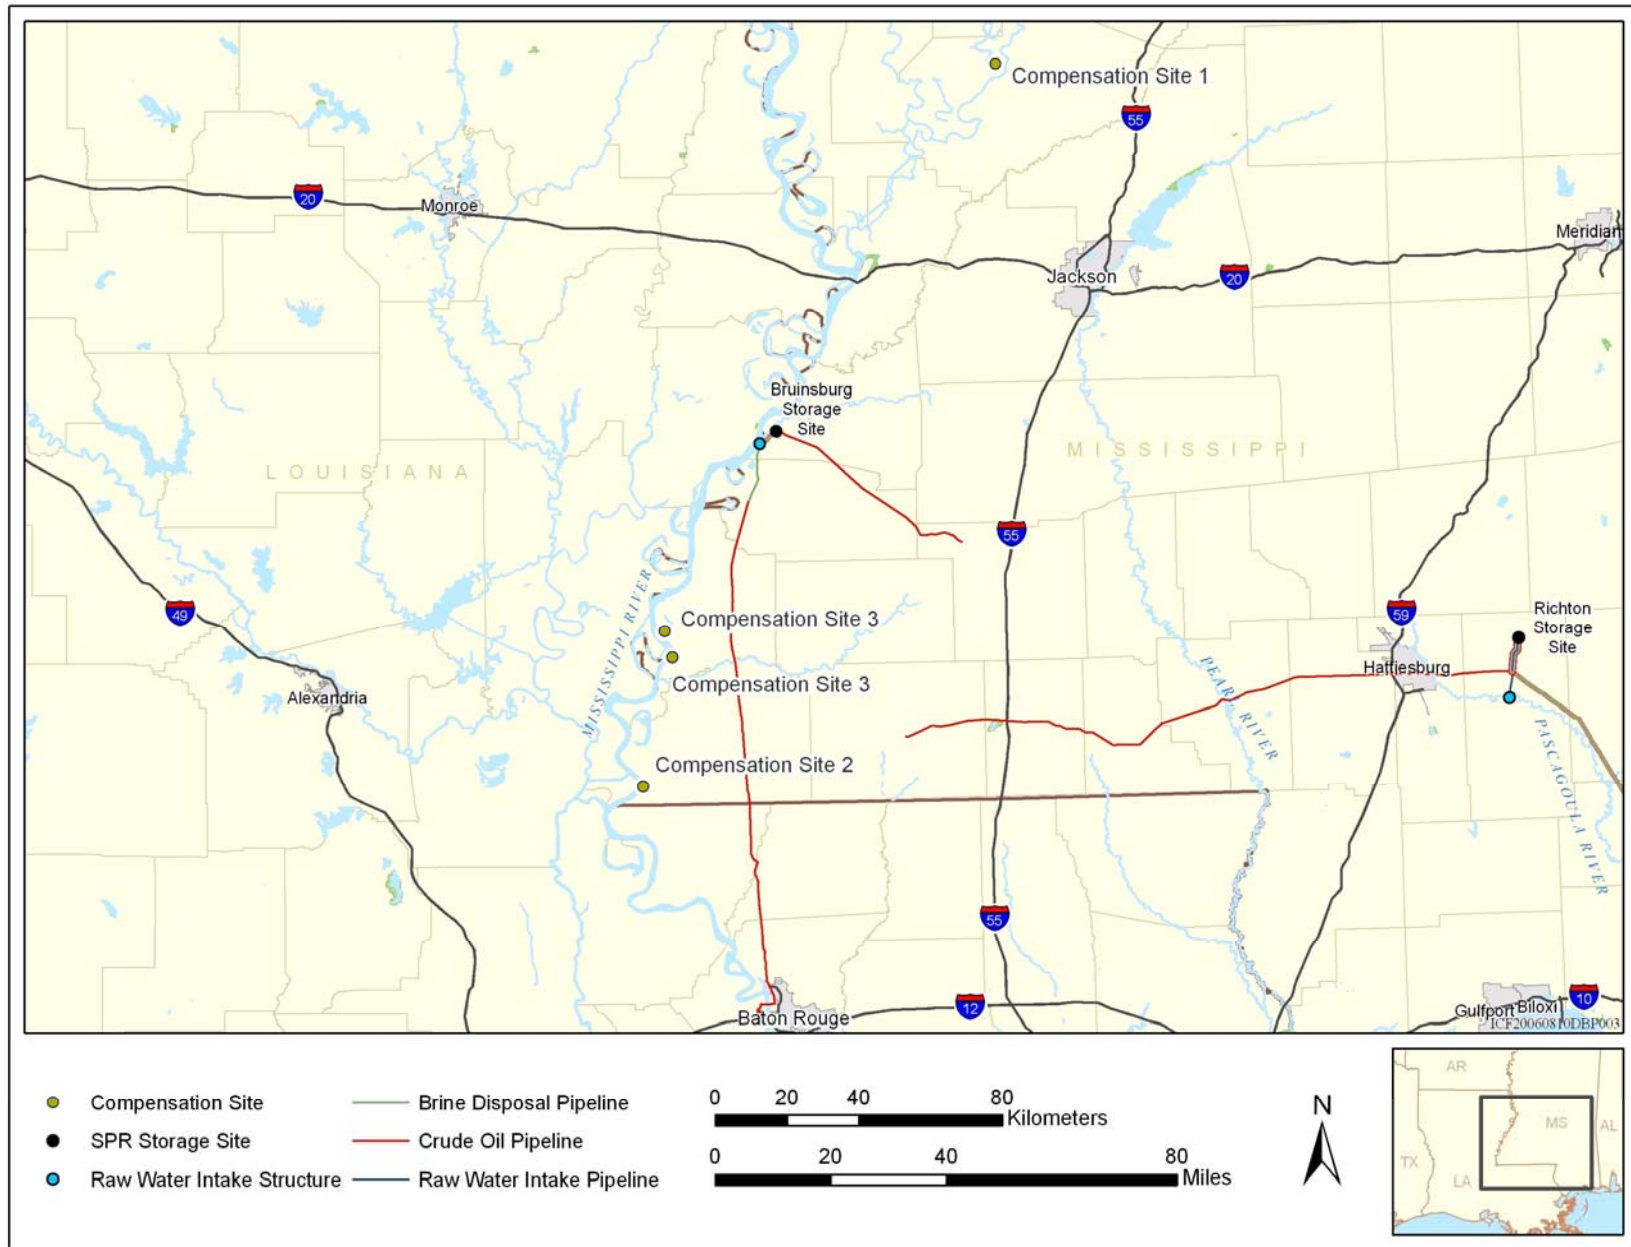 Compensation Site 1
55
20
Monroe
Meridian
Jackson
20
Bruinsburg
Storage
Site
LOUISIANA
MISSISSIPPI
55
49
MISSISSIPPI RIVER
Compensation Site 3
59
Richton
Storage
Site
Hattiesburg
Compensation Site 3
Alexandria
PEARL RIVER
PASCAGOULA RIVER
Compensation Site 2
55
12
10
Baton Rouge
Gulfport
Biloxi
ICF20060810DBP003
Compensation Site
SPR Storage Site
Raw Water Intake Structure
Brine Disposal Pipeline
Crude Oil Pipeline
Raw Water Intake Pipeline
0 20 40 80
Kilometers
0 20 40 80
Miles
N
AR
MS
AL
TX
LA